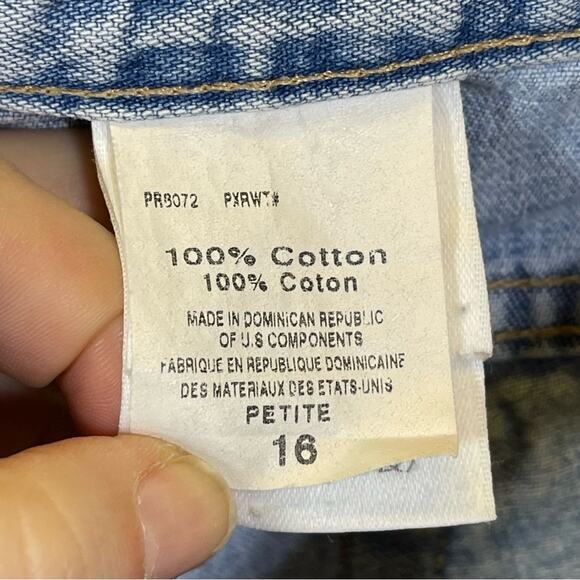 PR8072 PXRWT#
100% Cotton
100% Coton
MADE IN DOMINICAN REPUBLIC
OF U.S COMPONENTS
FABRIQUE EN REPUBLIQUE DOMINICAINE
DES MATERIAUX DES ETATS-UNIS
PETITE
16